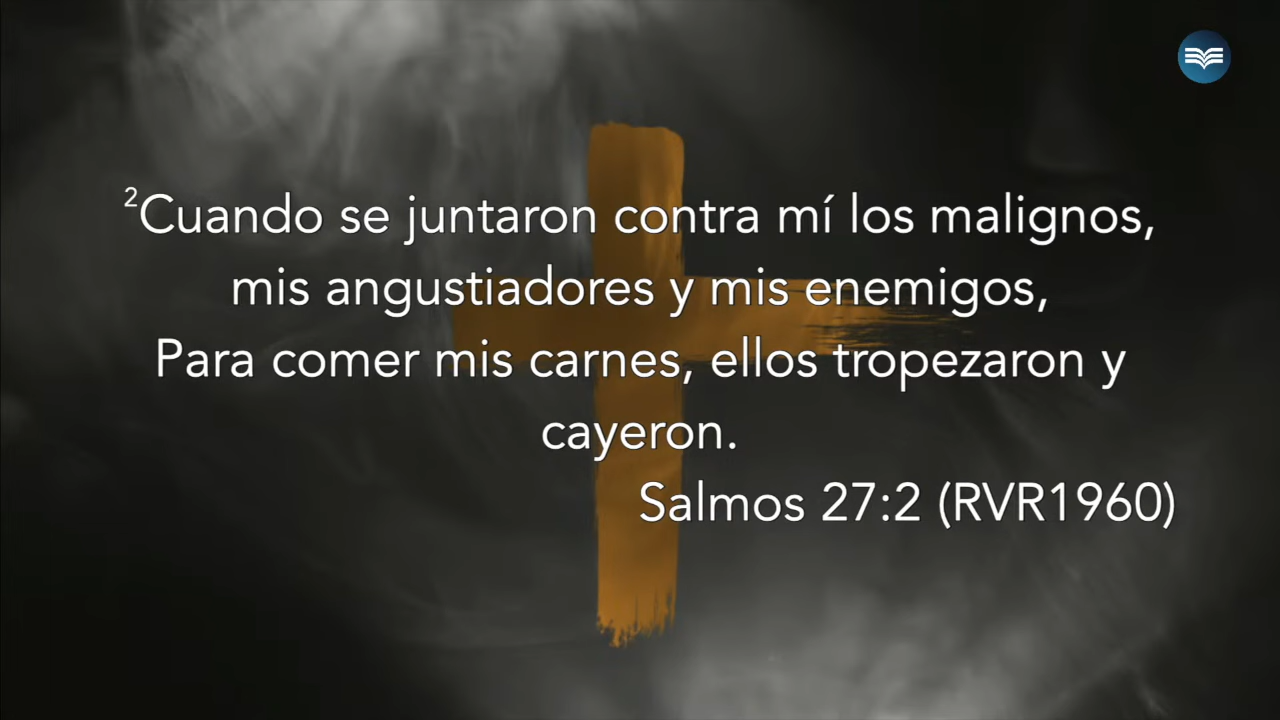 ²Cuando se juntaron contra mí los malignos,
mis angustiadores y mis enemigos,
Para comer mis carnes, ellos tropezaron y
cayeron.
Salmos 27:2 (RVR1960)